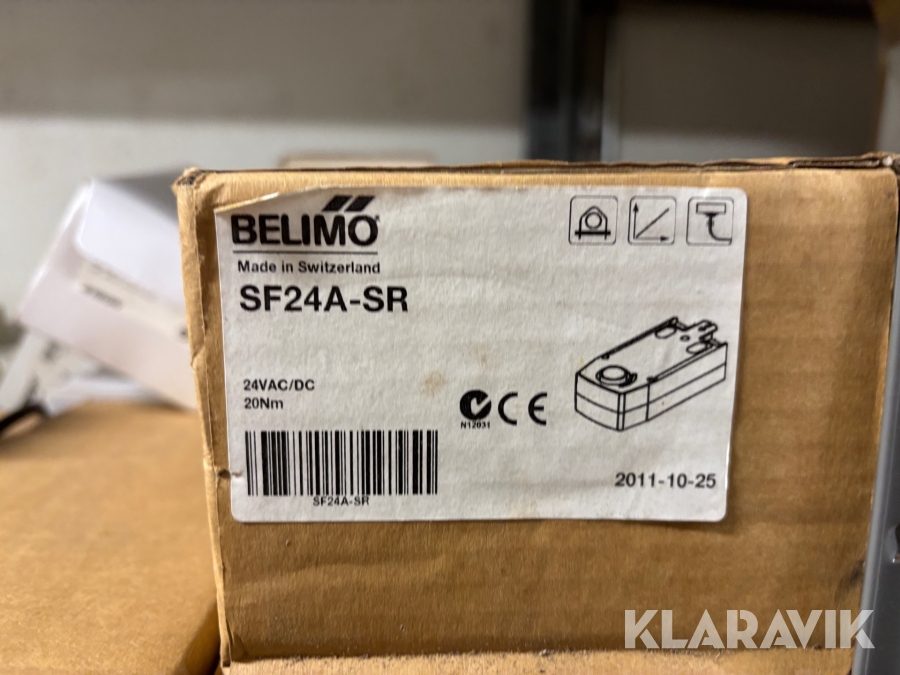 BELIMO
Made in Switzerland
SF24A-SR
24VAC/DC
20Nm
N12031
CE
SF24A-SR
2011-10-25
KLARAVIK